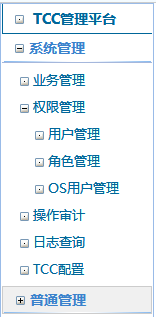 TCC管理平台
系统管理
业务管理
权限管理
用户管理
角色管理
OS用户管理
操作审计
日志查询
TCC配置
普通管理